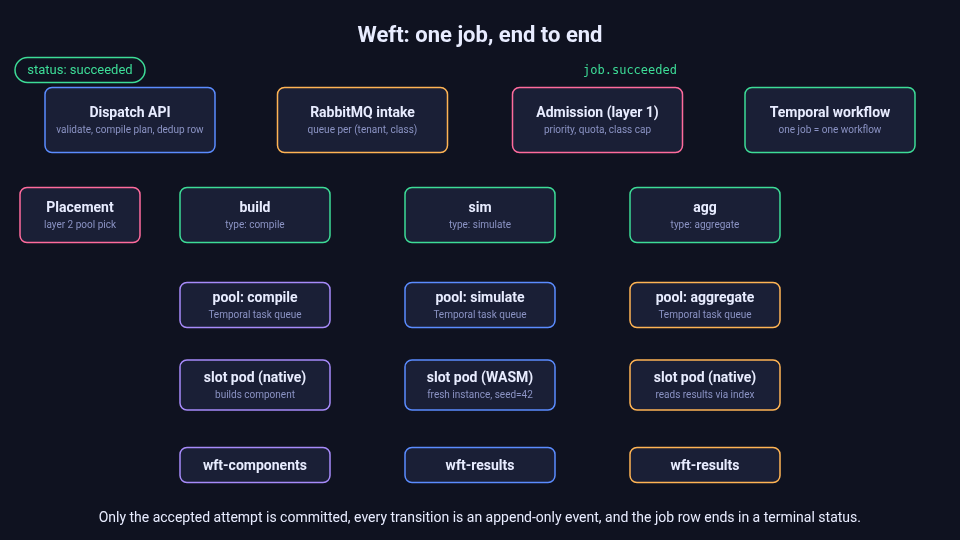 Weft: one job, end to end
status: succeeded
job.succeeded
Dispatch API
validate, compile plan, dedup row
RabbitMQ intake
queue per (tenant, class)
Admission (layer 1)
priority, quota, class cap
Temporal workflow
one job = one workflow
Placement
layer 2 pool pick
build
type: compile
sim
type: simulate
agg
type: aggregate
pool: compile
Temporal task queue
pool: simulate
Temporal task queue
pool: aggregate
Temporal task queue
slot pod (native)
builds component
slot pod (WASM)
fresh instance, seed=42
slot pod (native)
reads results via index
wft-components
wft-results
wft-results
Only the accepted attempt is committed, every transition is an append-only event, and the job row ends in a terminal status.